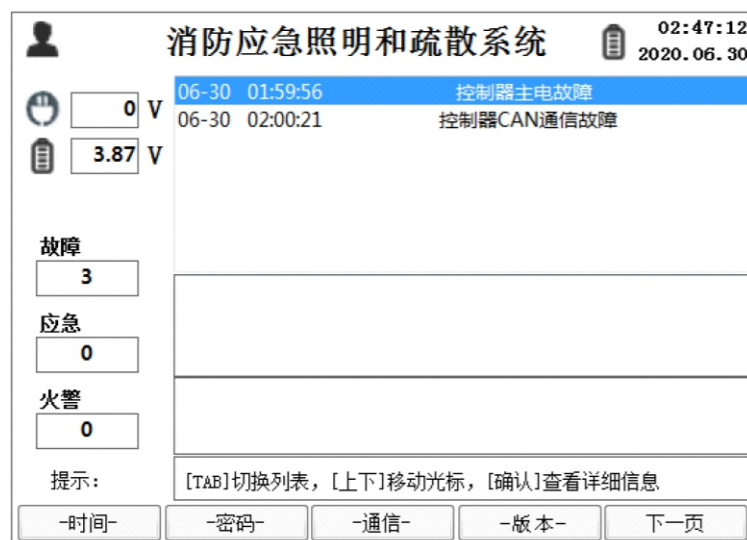 消防应急照明和疏散系统
02:47:12
2020.06.30
0 V
3.87 V
06-30 01:59:56 控制器主电故障
06-30 02:00:21 控制器CAN通信故障
故障
3
应急
0
火警
0
提示: [TAB]切换列表，[上下]移动光标，[确认]查看详细信息
-时间- -密码- -通信- -版本- 下一页